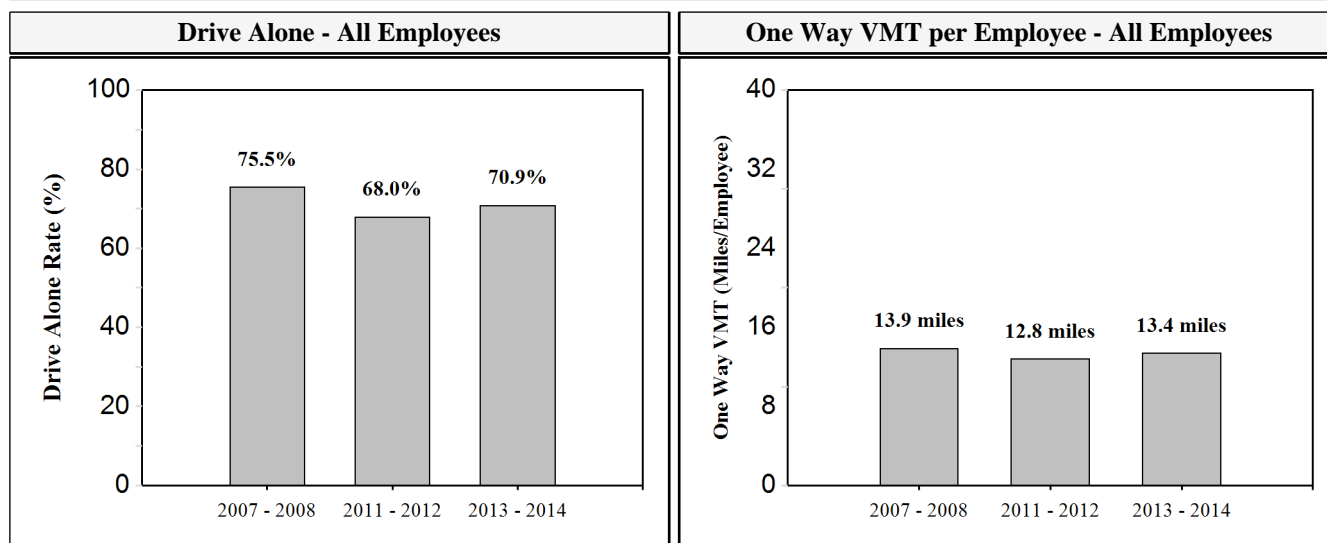 Drive Alone - All Employees
One Way VMT per Employee - All Employees
Drive Alone Rate (%)
100
80
60
40
20
0
75.5%
68.0%
70.9%
2007 - 2008
2011 - 2012
2013 - 2014
One Way VMT (Miles/Employee)
40
32
24
16
8
0
13.9 miles
12.8 miles
13.4 miles
2007 - 2008
2011 - 2012
2013 - 2014